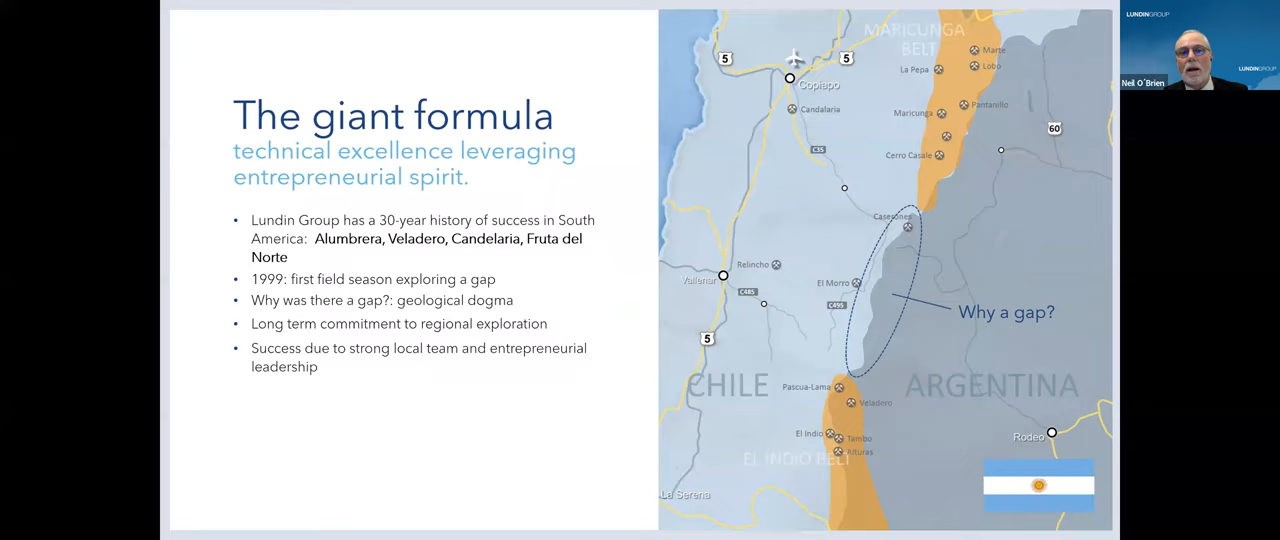 The giant formula
technical excellence leveraging
entrepreneurial spirit.
• Lundin Group has a 30-year history of success in South
America: Alumbrera, Veladero, Candelaria, Fruta del
Norte
• 1999: first field season exploring a gap
• Why was there a gap?: geological dogma
• Long term commitment to regional exploration
• Success due to strong local team and entrepreneurial
leadership
MARICUNGA
BELT
Marte
Lobo
La Pepa
5
5
Copiapo
Candalaria
Pantanillo
Maricunga
60
C35
Cerro Casale
Caserones
Relincho
Vallenar
El Morro
C485
C495
Why a gap?
5
CHILE
ARGENTINA
Pascua-Lama
Veladero
El Indio
Tambo
Alturas
EL INDIO BELT
Rodeo
La Serena
LUNDINGROUP
LUNDINGROUP
Neil O´Brien